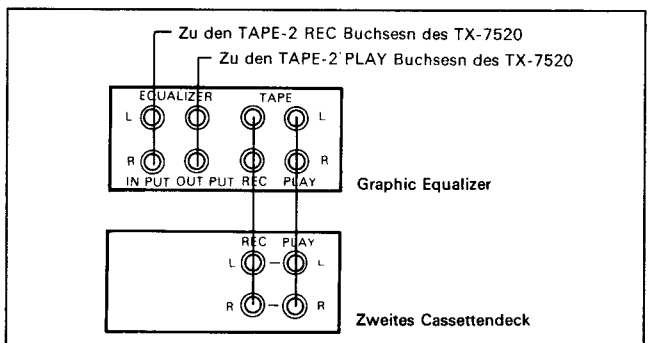 Zu den TAPE-2 REC Buchsesn des TX-7520
Zu den TAPE-2 PLAY Buchsesn des TX-7520
EQUALIZER TAPE
L L
R R
IN PUT OUT PUT REC PLAY
Graphic Equalizer
REC PLAY
L L
R R
Zweites Cassettendeck